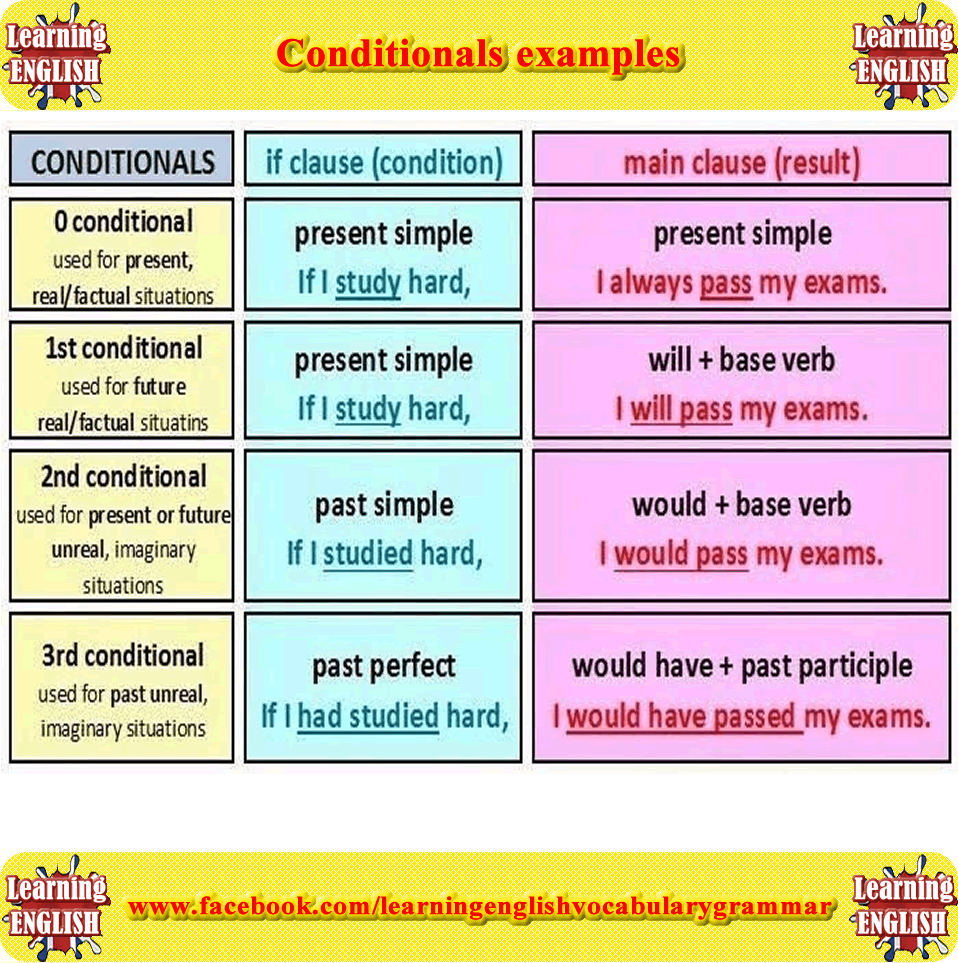 Learning
ENGLISH
Conditionals examples
Learning
ENGLISH
CONDITIONALS
if clause (condition)
main clause (result)
0 conditional
used for present,
real/factual situations
present simple
If I study hard,
present simple
I always pass my exams.
1st conditional
used for future
real/factual situatins
present simple
If I study hard,
will + base verb
I will pass my exams.
2nd conditional
used for present or future
unreal, imaginary
situations
past simple
If I studied hard,
would + base verb
I would pass my exams.
3rd conditional
used for past unreal,
imaginary situations
past perfect
If I had studied hard,
would have + past participle
I would have passed my exams.
Learning
ENGLISH
www.facebook.com/learningenglishvocabularygrammar
Learning
ENGLISH